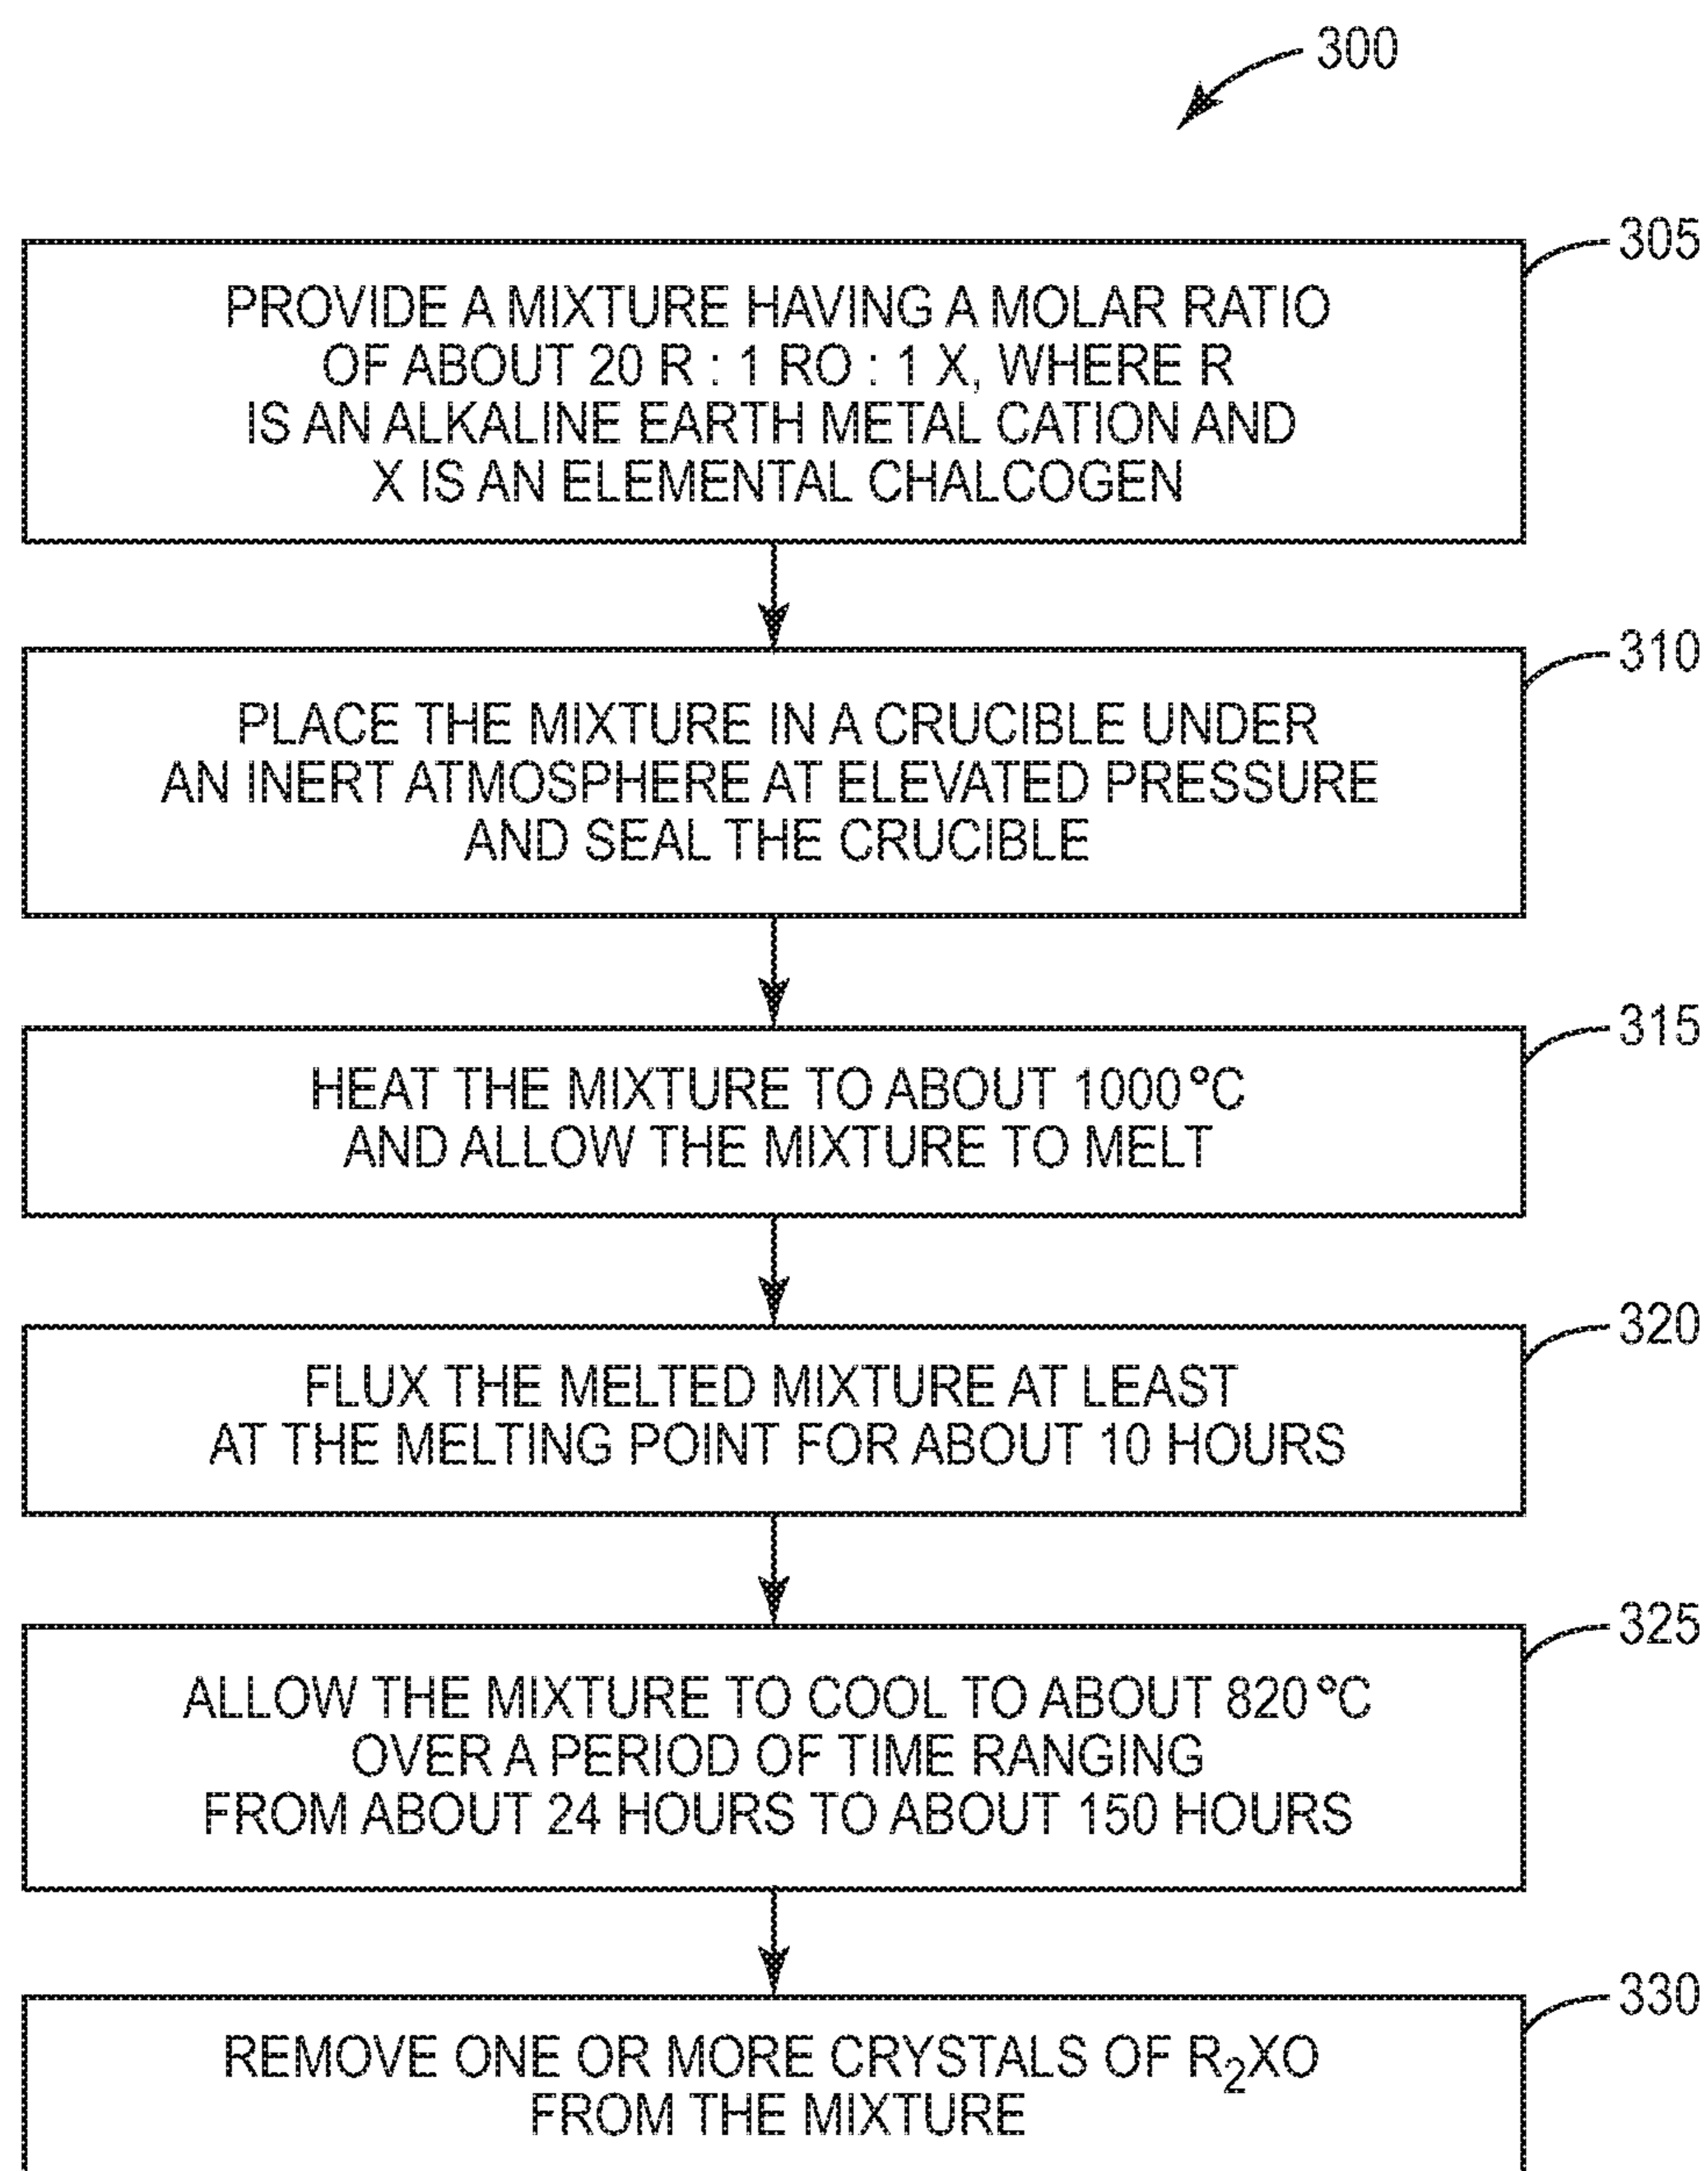 300
305
PROVIDE A MIXTURE HAVING A MOLAR RATIO
OF ABOUT 20 R : 1 RO : 1 X, WHERE R
IS AN ALKALINE EARTH METAL CATION AND
X IS AN ELEMENTAL CHALCOGEN
310
PLACE THE MIXTURE IN A CRUCIBLE UNDER
AN INERT ATMOSPHERE AT ELEVATED PRESSURE
AND SEAL THE CRUCIBLE
315
HEAT THE MIXTURE TO ABOUT 1000 °C
AND ALLOW THE MIXTURE TO MELT
320
FLUX THE MELTED MIXTURE AT LEAST
AT THE MELTING POINT FOR ABOUT 10 HOURS
325
ALLOW THE MIXTURE TO COOL TO ABOUT 820 °C
OVER A PERIOD OF TIME RANGING
FROM ABOUT 24 HOURS TO ABOUT 150 HOURS
330
REMOVE ONE OR MORE CRYSTALS OF R₂XO
FROM THE MIXTURE